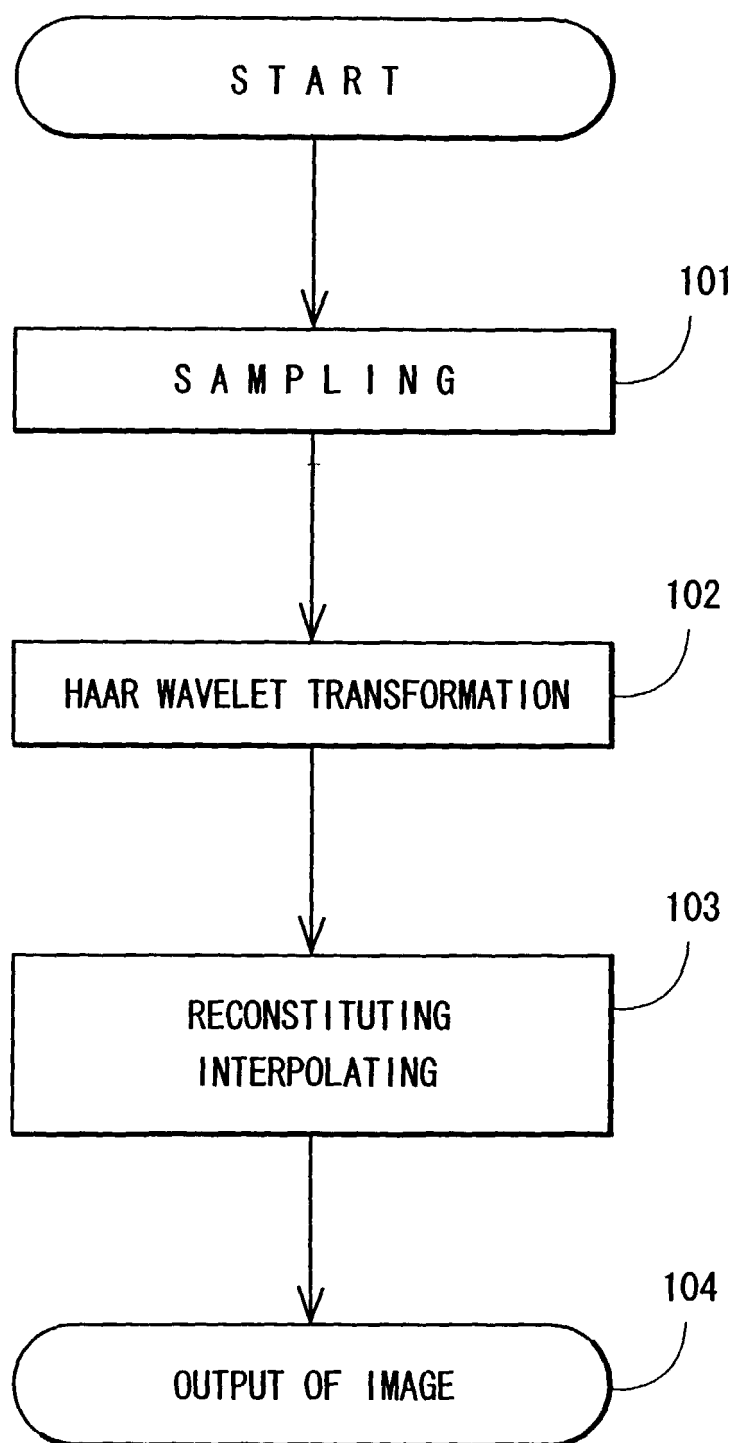 START
101
SAMPLING
102
HAAR WAVELET TRANSFORMATION
103
RECONSTITUTING
INTERPOLATING
104
OUTPUT OF IMAGE